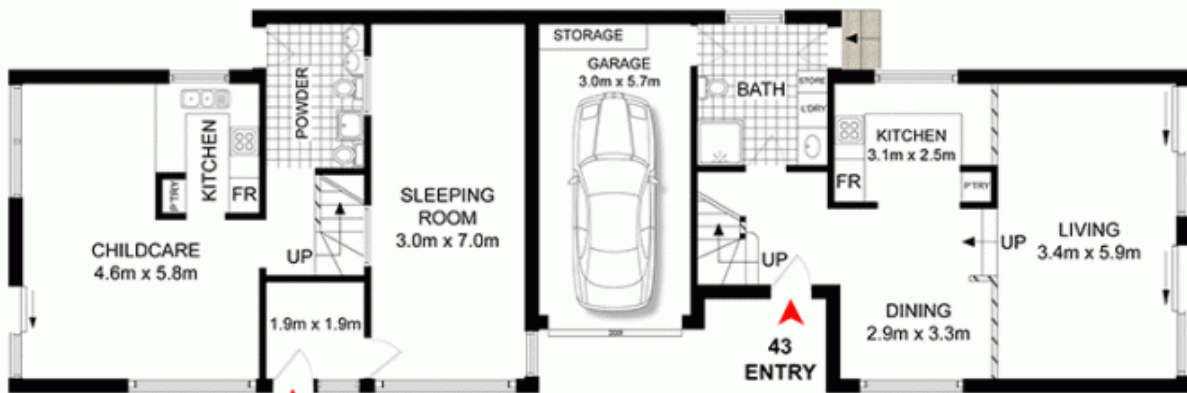 STORAGE
GARAGE
3.0m x 5.7m
POWDER
BATH
STORE
L'DRY
KITCHEN
FR
P'TRY
KITCHEN
3.1m x 2.5m
FR
P'TRY
SLEEPING
ROOM
3.0m x 7.0m
CHILDCARE
4.6m x 5.8m
UP
UP
UP
LIVING
3.4m x 5.9m
1.9m x 1.9m
DINING
2.9m x 3.3m
43
ENTRY